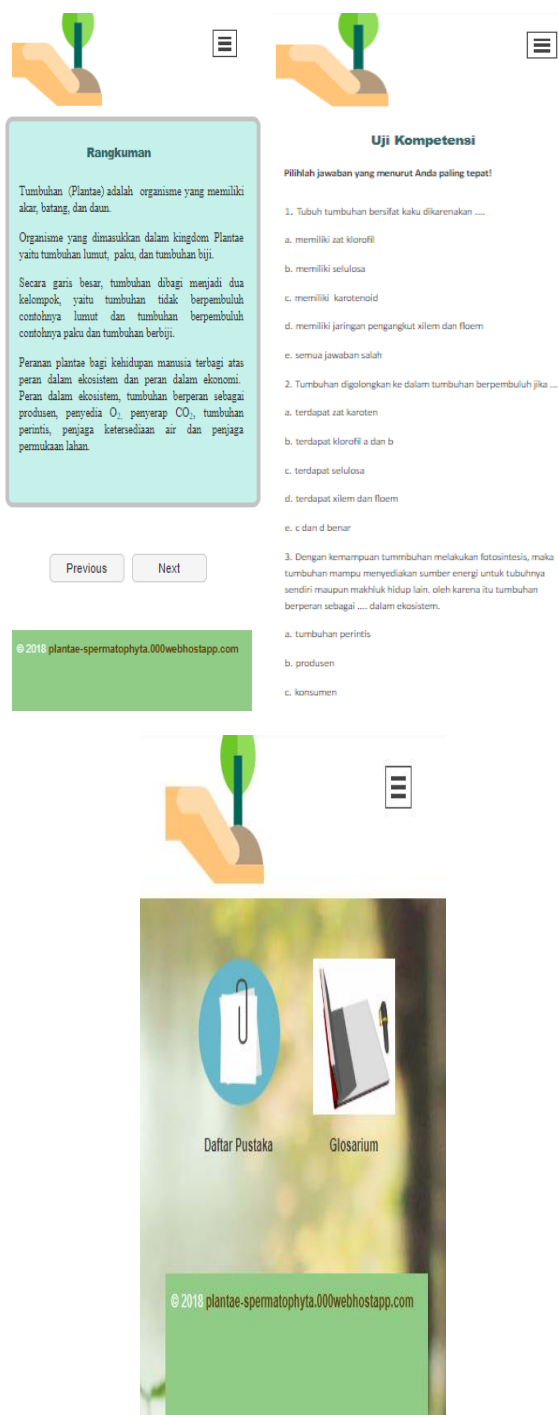 Rangkuman
Tumbuhan (Plantae) adalah organisme yang memiliki
akar, batang, dan daun.
Organisme yang dimasukkan dalam kingdom Plantae
yaitu tumbuhan lumut, paku, dan tumbuhan biji.
Secara garis besar, tumbuhan dibagi menjadi dua
kelompok, yaitu tumbuhan tidak berpembuluh
contohnya lumut dan tumbuhan berpembuluh
contohnya paku dan tumbuhan berbiji.
Peranan plantae bagi kehidupan manusia terbagi atas
peran dalam ekosistem dan peran dalam ekonomi.
Peran dalam ekosistem, tumbuhan berperan sebagai
produsen, penyedia O₂, penyerap CO₂, tumbuhan
perintis, penjaga ketersediaan air dan penjaga
permukaan lahan.
Previous Next
© 2018 plantae-spermatophyta.000webhostapp.com
Uji Kompetensi
Pilihlah jawaban yang menurut Anda paling tepat!
1. Tubuh tumbuhan bersifat kaku dikarenakan ....
a. memiliki zat klorofil
b. memiliki selulosa
c. memiliki karotenoid
d. memiliki jaringan pengangkut xilem dan floem
e. semua jawaban salah
2. Tumbuhan digolongkan ke dalam tumbuhan berpembuluh jika ...
a. terdapat zat karoten
b. terdapat klorofil a dan b
c. terdapat selulosa
d. terdapat xilem dan floem
e. c dan d benar
3. Dengan kemampuan tummbuhan melakukan fotosintesis, maka
tumbuhan mampu menyediakan sumber energi untuk tubuhnya
sendiri maupun makhluk hidup lain. oleh karena itu tumbuhan
berperan sebagai .... dalam ekosistem.
a. tumbuhan perintis
b. produsen
c. konsumen
Daftar Pustaka Glosarium
© 2018 plantae-spermatophyta.000webhostapp.com